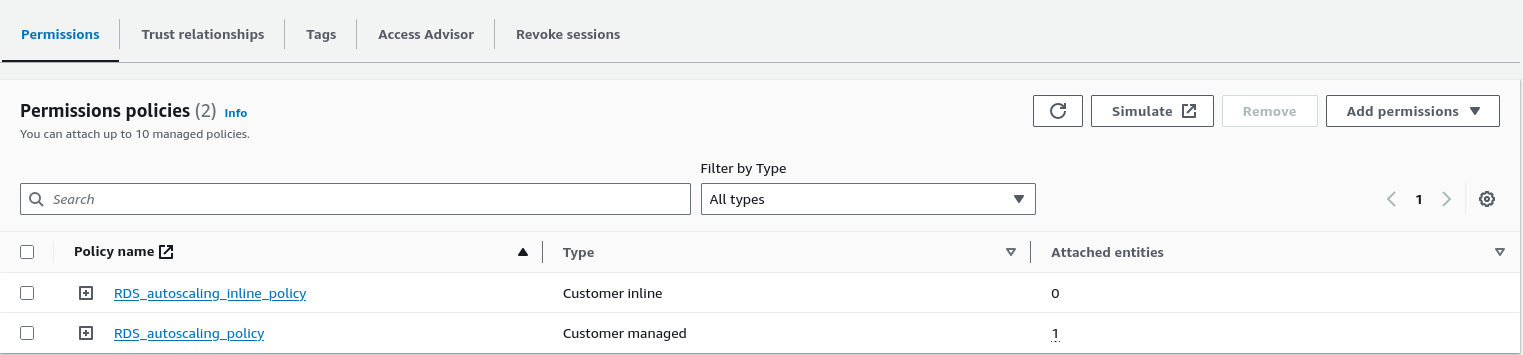 Permissions Trust relationships Tags Access Advisor Revoke sessions
Permissions policies (2) Info
You can attach up to 10 managed policies.
Simulate Remove Add permissions
Filter by Type
Search All types 1
Policy name Type Attached entities
RDS_autoscaling_inline_policy Customer inline 0
RDS_autoscaling_policy Customer managed 1